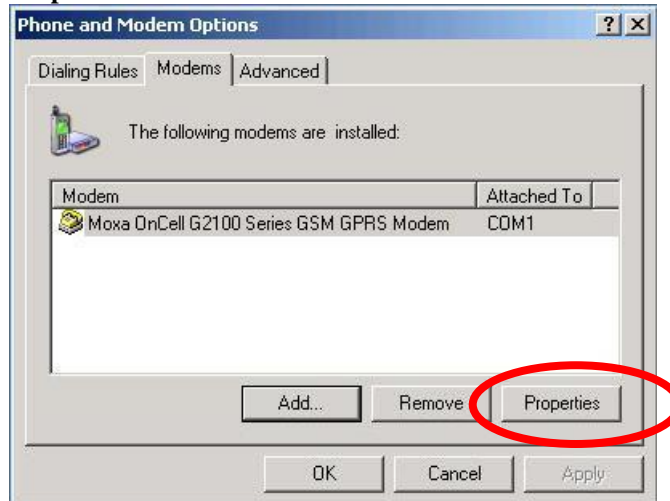 Phone and Modem Options
Dialing Rules Modems Advanced
The following modems are installed:
Modem Attached To
Moxa OnCell G2100 Series GSM GPRS Modem COM1
Add... Remove Properties
OK Cancel Apply